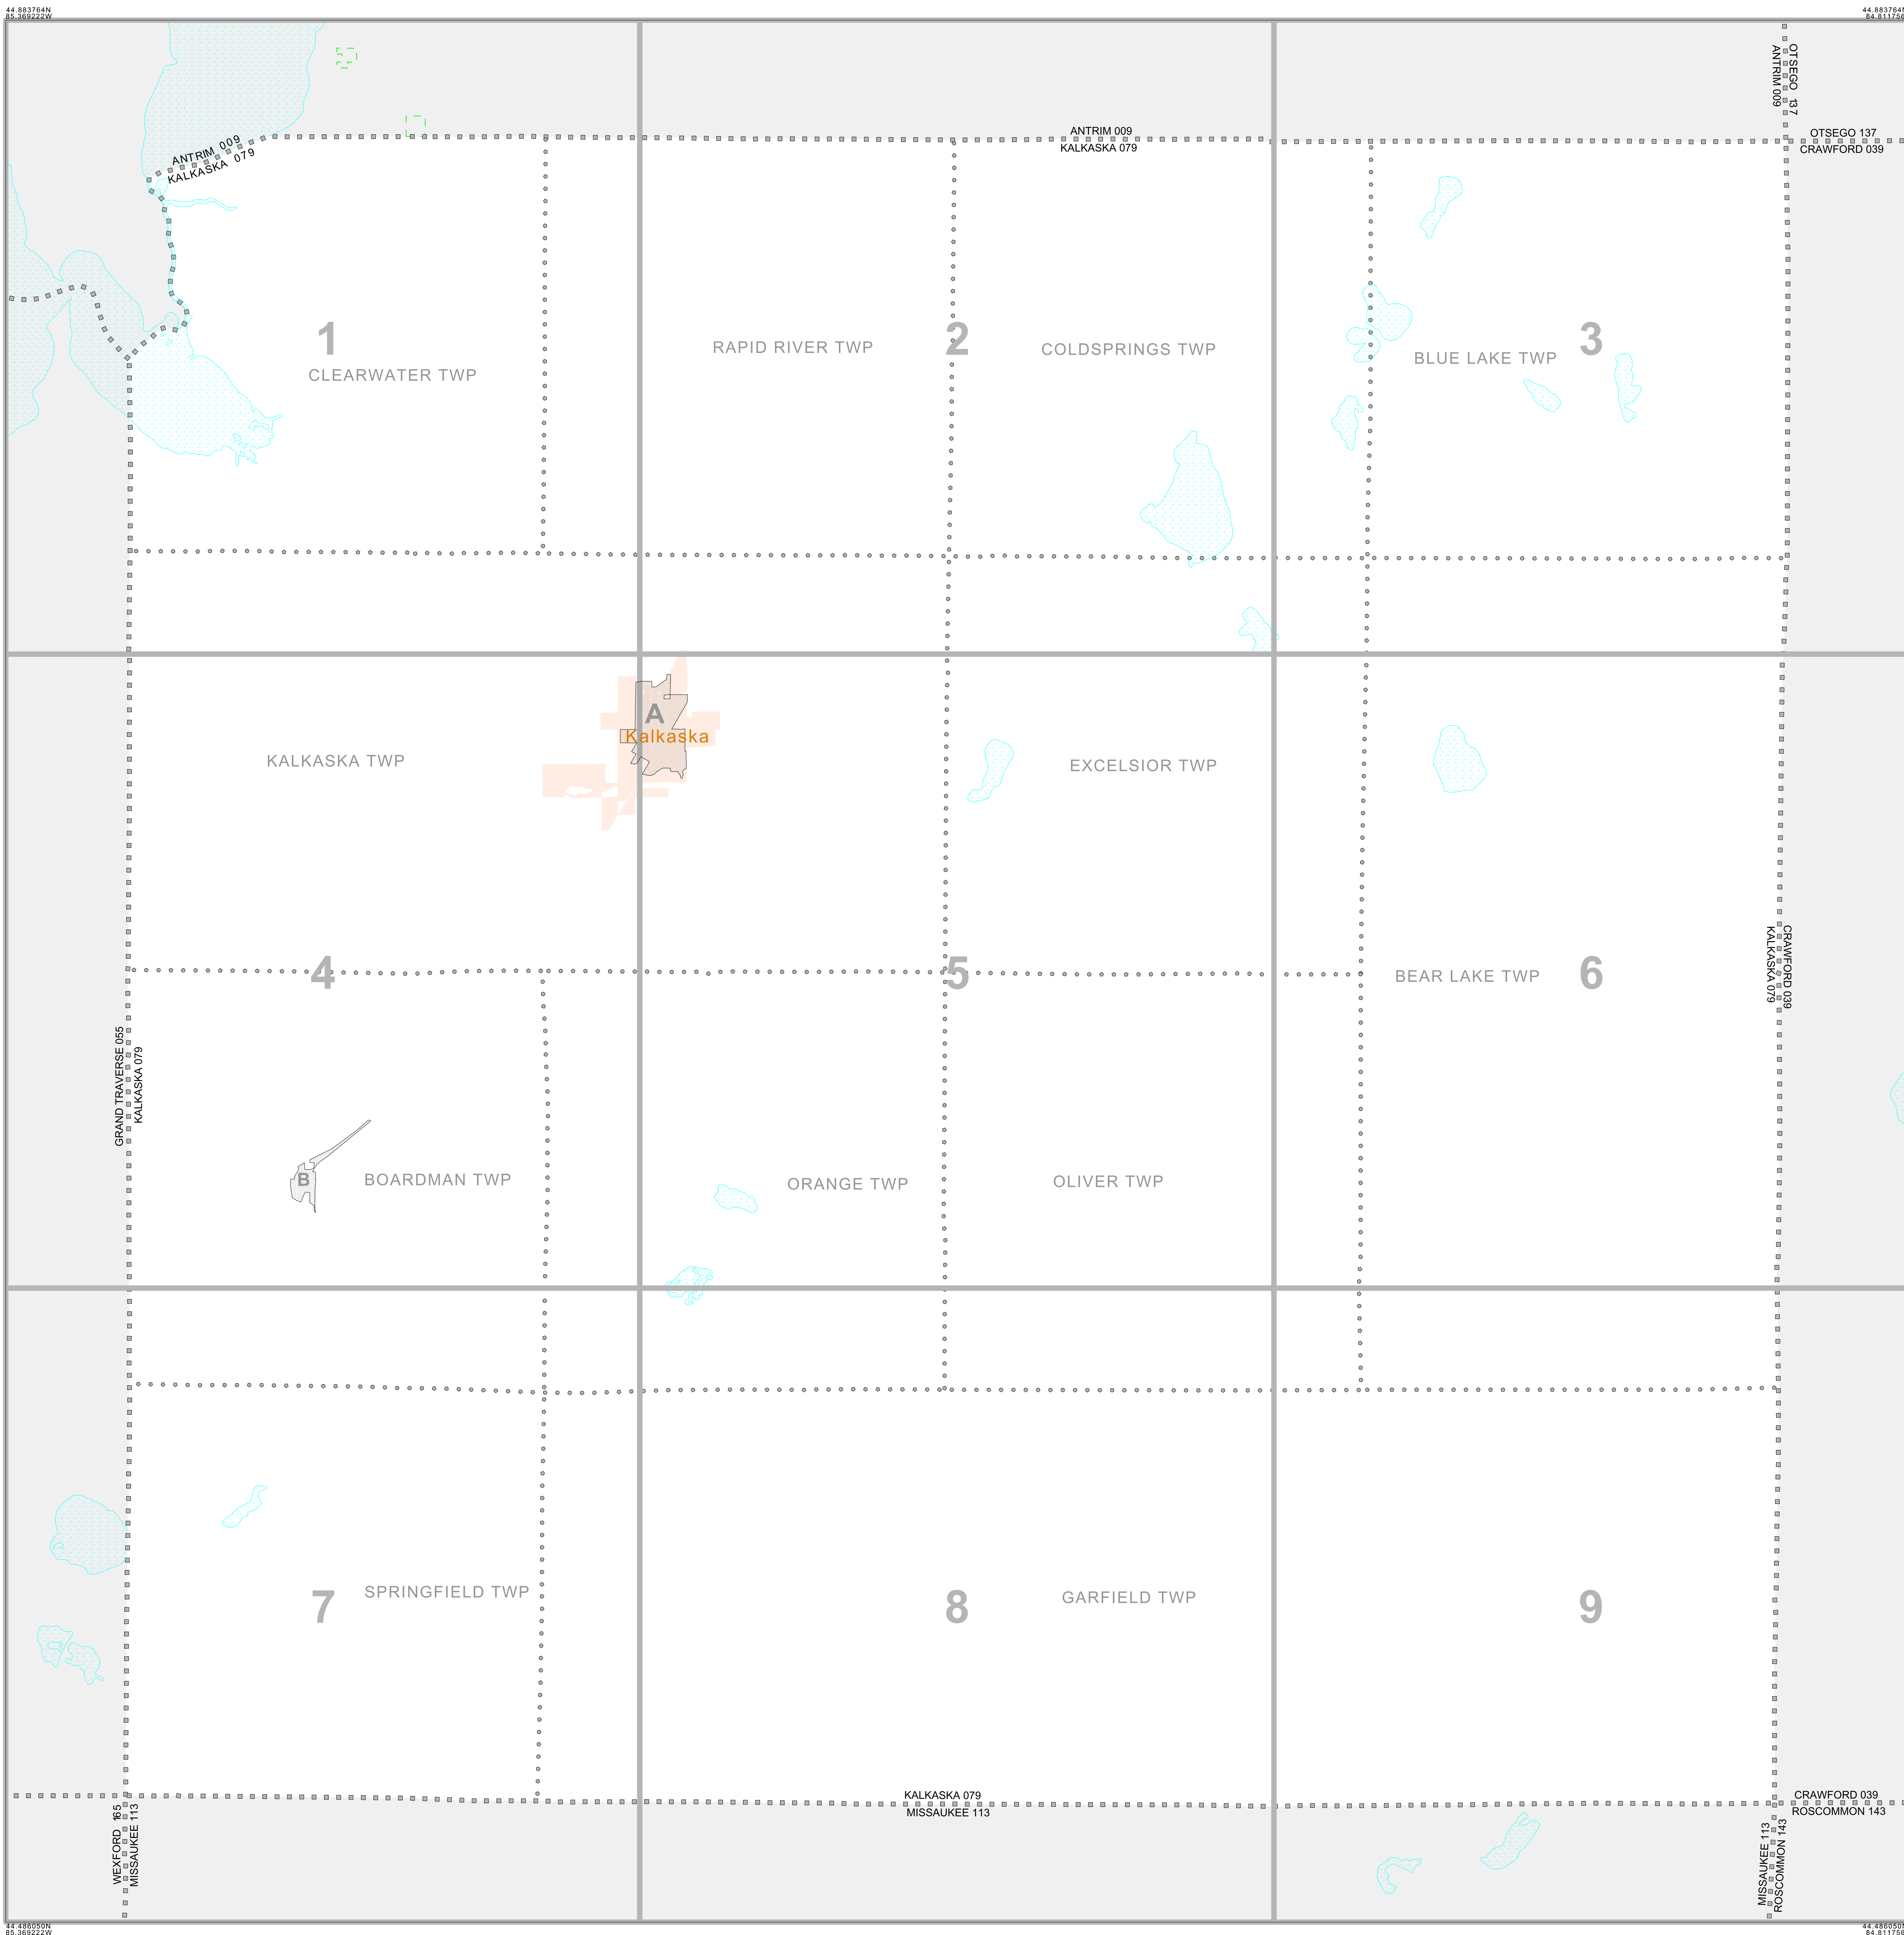 44.883764N
85.369222W
44.883764N
84.811756
ANTRIM 009
OTSEGO 137
ANTRIM 009
KALKASKA 079
ANTRIM 009
KALKASKA 079
OTSEGO 137
CRAWFORD 039
1
CLEARWATER TWP
RAPID RIVER TWP
2
COLDSPRINGS TWP
BLUE LAKE TWP
3
A
Kalkaska
KALKASKA TWP
EXCELSIOR TWP
4
5
BEAR LAKE TWP
6
KALKASKA 079
CRAWFORD 039
GRAND TRAVERSE 055
KALKASKA 079
B
BOARDMAN TWP
ORANGE TWP
OLIVER TWP
7
SPRINGFIELD TWP
8
GARFIELD TWP
9
KALKASKA 079
MISSAUKEE 113
CRAWFORD 039
ROSCOMMON 143
WEXFORD 165
MISSAUKEE 113
MISSAUKEE 113
ROSCOMMON 143
44.486050N
85.369222W
44.486050N
84.811756